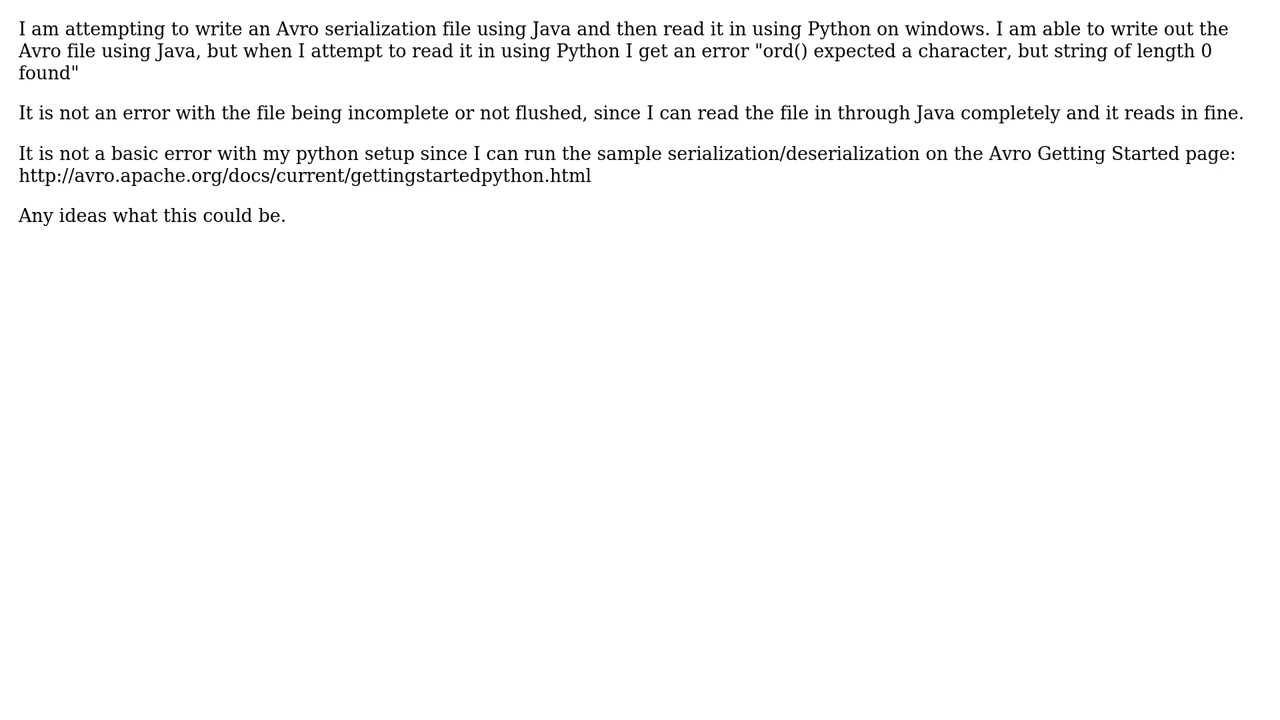 I am attempting to write an Avro serialization file using Java and then read it in using Python on windows. I am able to write out the
Avro file using Java, but when I attempt to read it in using Python I get an error "ord() expected a character, but string of length 0
found"
It is not an error with the file being incomplete or not flushed, since I can read the file in through Java completely and it reads in fine.
It is not a basic error with my python setup since I can run the sample serialization/deserialization on the Avro Getting Started page:
http://avro.apache.org/docs/current/gettingstartedpython.html
Any ideas what this could be.